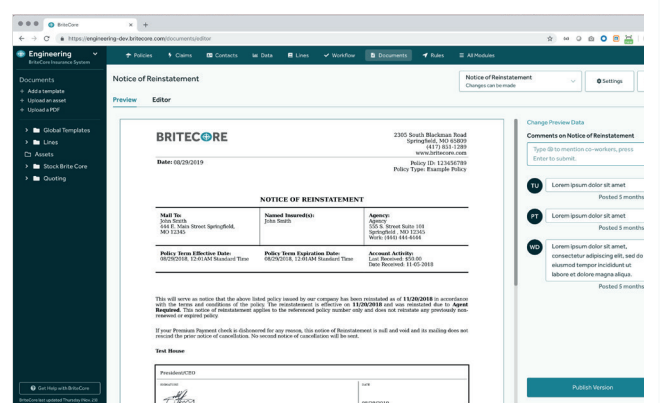 BriteCore
https://engineering-dev.britecore.com/documents/editor
Engineering
BriteCore Insurance System
Policies
Claims
Contacts
Data
Lines
Workflow
Documents
Rules
All Modules
Documents
+ Add a template
+ Upload an asset
+ Upload a PDF
Global Templates
Lines
Assets
Stock Brite Core
Quoting
Get Help with BriteCore
Notice of Reinstatement
Notice of Reinstatement
Changes can be made
Settings
Preview
Editor
BRITECORE
2305 South Blackman Road
Springfield, MO 65809
(417) 851-1289
www.britecore.com
Date: 08/29/2019
Policy ID: 123456789
Policy Type: Example Policy
NOTICE OF REINSTATEMENT
Mail To:
John Smith
444 E. Main Street Springfield,
MO 12345
Named Insured(s):
John Smith
Agency:
Agency
555 S. Street Suite 101
Springfield , MO 12345
Work: (444) 444-4444
Policy Term Effective Date:
08/29/2018, 12:01AM Standard Time
Policy Term Expiration Date:
08/29/2018, 12:01AM Standard Time
Account Activity:
Last Received: $50.00
Date Received: 11-05-2018
This will serve as notice that the above listed policy issued by our company has been reinstated as of 11/20/2018 in accordance
with the terms and conditions of the policy. The reinstatement is effective on 11/20/2018 and was reinstated due to Agent
Required. This notice of reinstatement applies to the referenced policy number only and does not reinstate any previously non-
renewed or expired policy.
If your Premium Payment check is dishonored for any reason, this notice of Reinstatement is null and void and its mailing does not
rescind the prior notice of cancellation. No second notice of cancellation will be sent.
Test House
President/CEO
SIGNATURE
DATE
Change Preview Data
Comments on Notice of Reinstatement
Type @ to mention co-workers, press
Enter to submit.
TU
Lorem ipsum dolor sit amet
Posted 5 months
PT
Lorem ipsum dolor sit amet
Posted 5 months
WD
Lorem ipsum dolor sit amet,
consectetur adipiscing elit, sed do
eiusmod tempor incididunt ut
labore et dolore magna aliqua.
Posted 5 months
Publish Version